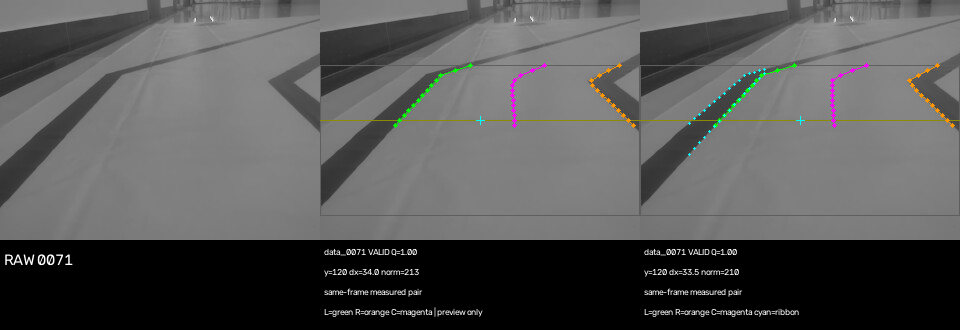 RAW 0071
data_0071 VALID Q=1.00
y=120 dx=34.0 norm=213
same-frame measured pair
L=green R=orange C=magenta | preview only
data_0071 VALID Q=1.00
y=120 dx=33.5 norm=210
same-frame measured pair
L=green R=orange C=magenta cyan=ribbon